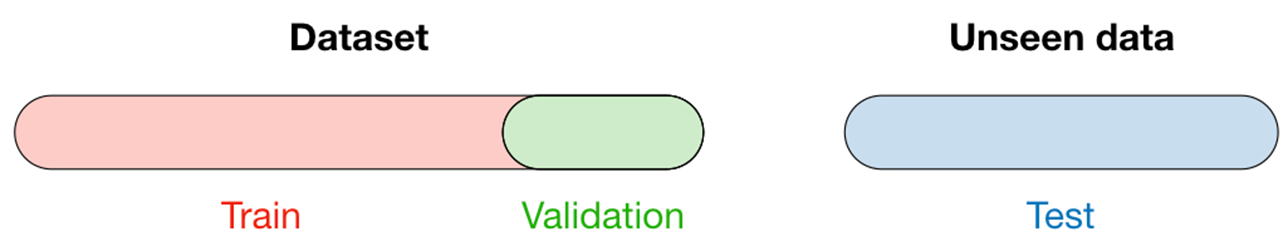 Dataset
Unseen data
Train
Validation
Test